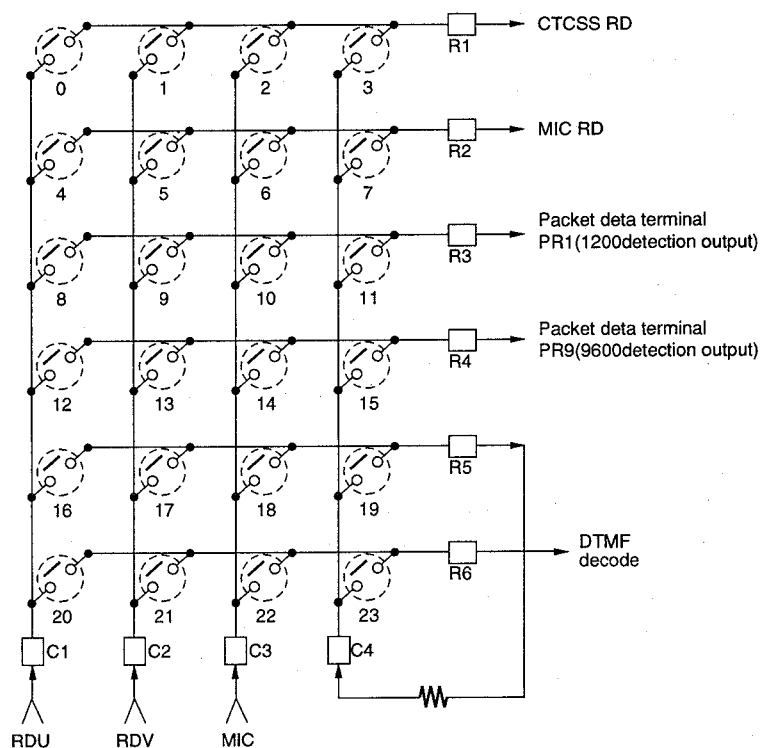 CTCSS RD
R1
0 1 2 3
MIC RD
R2
4 5 6 7
Packet deta terminal
PR1(1200detection output)
R3
8 9 10 11
Packet deta terminal
PR9(9600detection output)
R4
12 13 14 15
R5
16 17 18 19
DTMF
decode
R6
20 21 22 23
C1 C2 C3 C4
RDU RDV MIC